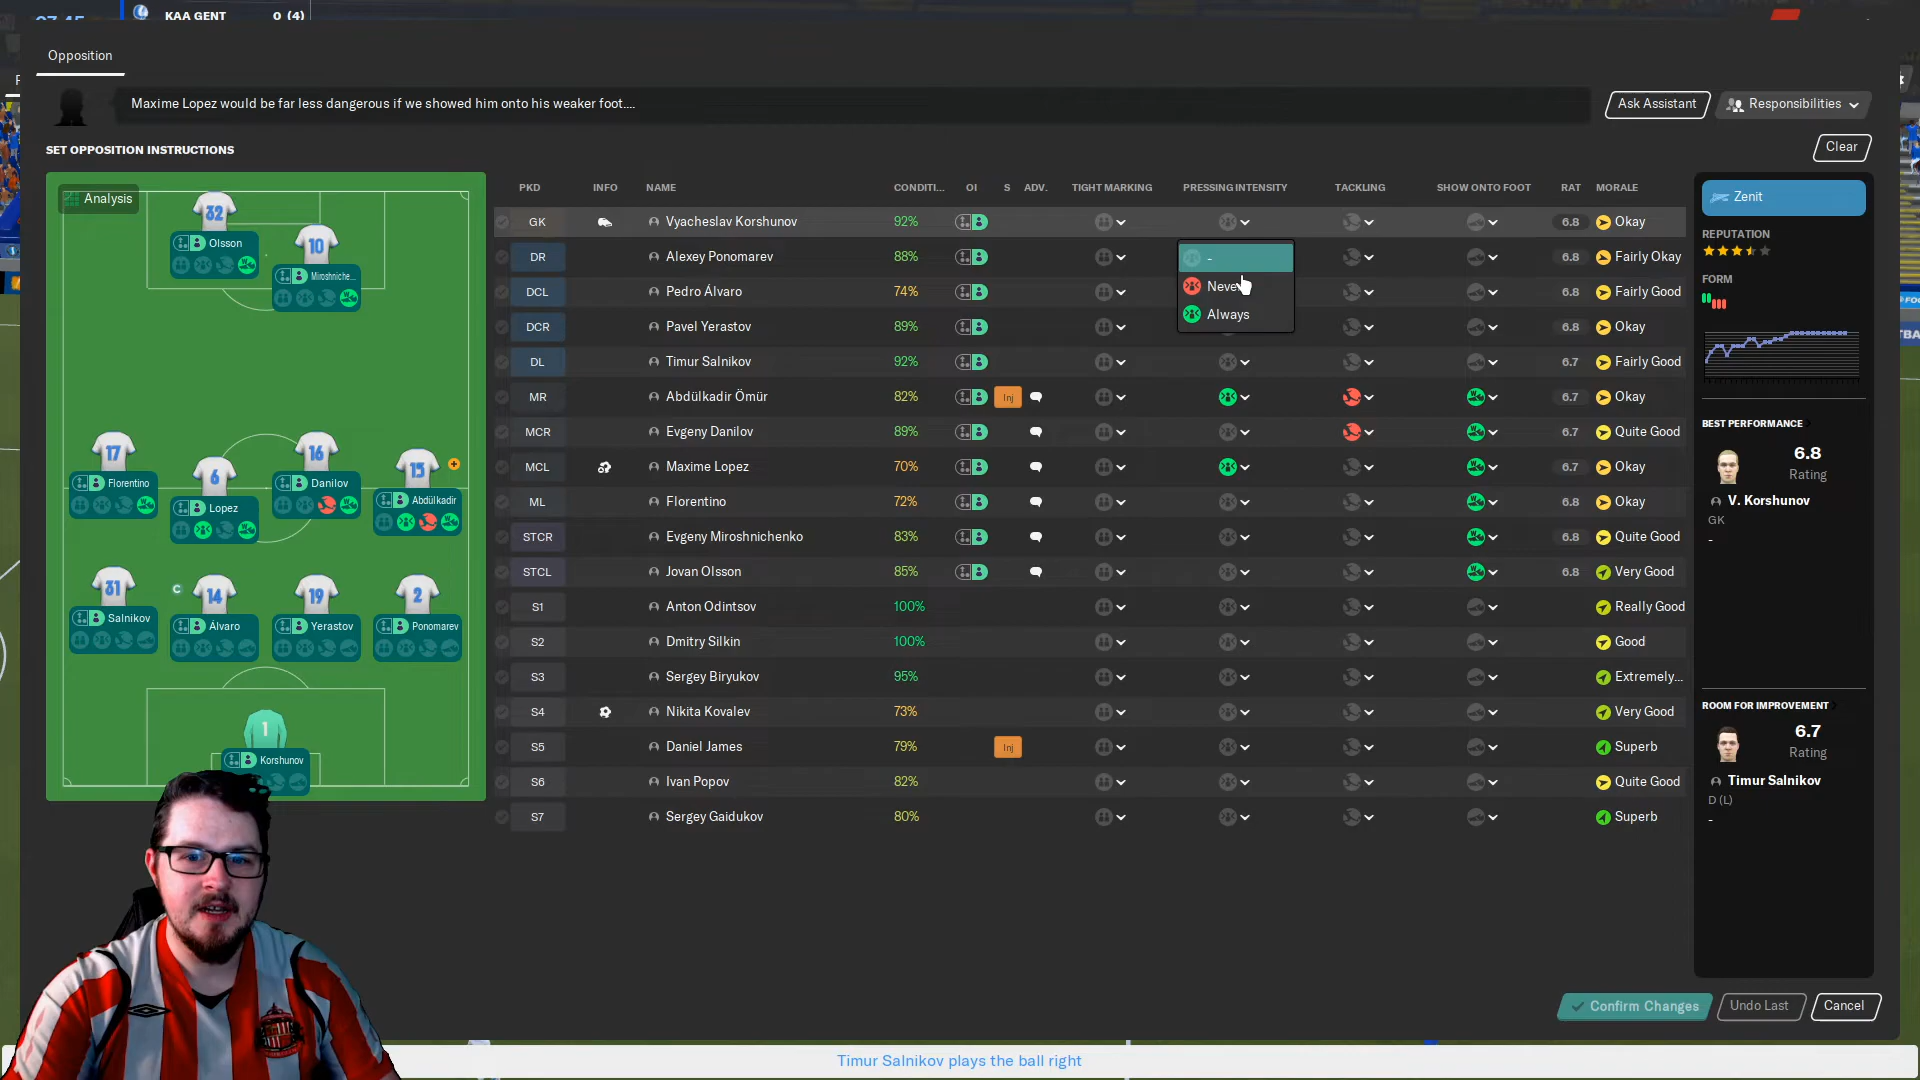 KAA GENT 0 (4)
Opposition
Maxime Lopez would be far less dangerous if we showed him onto his weaker foot....
Ask Assistant
Responsibilities
SET OPPOSITION INSTRUCTIONS
Clear
Analysis
32
Olsson
10
Miroshniche...
17
Florentino
6
Lopez
16
Danilov
15
Abdülkadir
31
Salnikov
C
14
Álvaro
19
Yerastov
2
Ponomarev
1
Korshunov
PKD INFO NAME CONDITI... OI S ADV. TIGHT MARKING PRESSING INTENSITY TACKLING SHOW ONTO FOOT RAT MORALE
GK Vyacheslav Korshunov 92% 6.8 Okay
DR Alexey Ponomarev 88% 6.8 Fairly Okay
DCL Pedro Álvaro 74% 6.8 Fairly Good
DCR Pavel Yerastov 89% 6.8 Okay
DL Timur Salnikov 92% 6.7 Fairly Good
MR Abdülkadir Ömür 82% Inj 6.7 Okay
MCR Evgeny Danilov 89% 6.7 Quite Good
MCL Maxime Lopez 70% 6.7 Okay
ML Florentino 72% 6.8 Okay
STCR Evgeny Miroshnichenko 83% 6.8 Quite Good
STCL Jovan Olsson 85% 6.8 Very Good
S1 Anton Odintsov 100% Really Good
S2 Dmitry Silkin 100% Good
S3 Sergey Biryukov 95% Extremely...
S4 Nikita Kovalev 73% Very Good
S5 Daniel James 79% Inj Superb
S6 Ivan Popov 82% Quite Good
S7 Sergey Gaidukov 80% Superb
-
Always
Zenit
REPUTATION
FORM
BEST PERFORMANCE
6.8
Rating
V. Korshunov
GK
-
ROOM FOR IMPROVEMENT
6.7
Rating
Timur Salnikov
D (L)
-
Confirm Changes
Undo Last
Cancel
Timur Salnikov plays the ball right